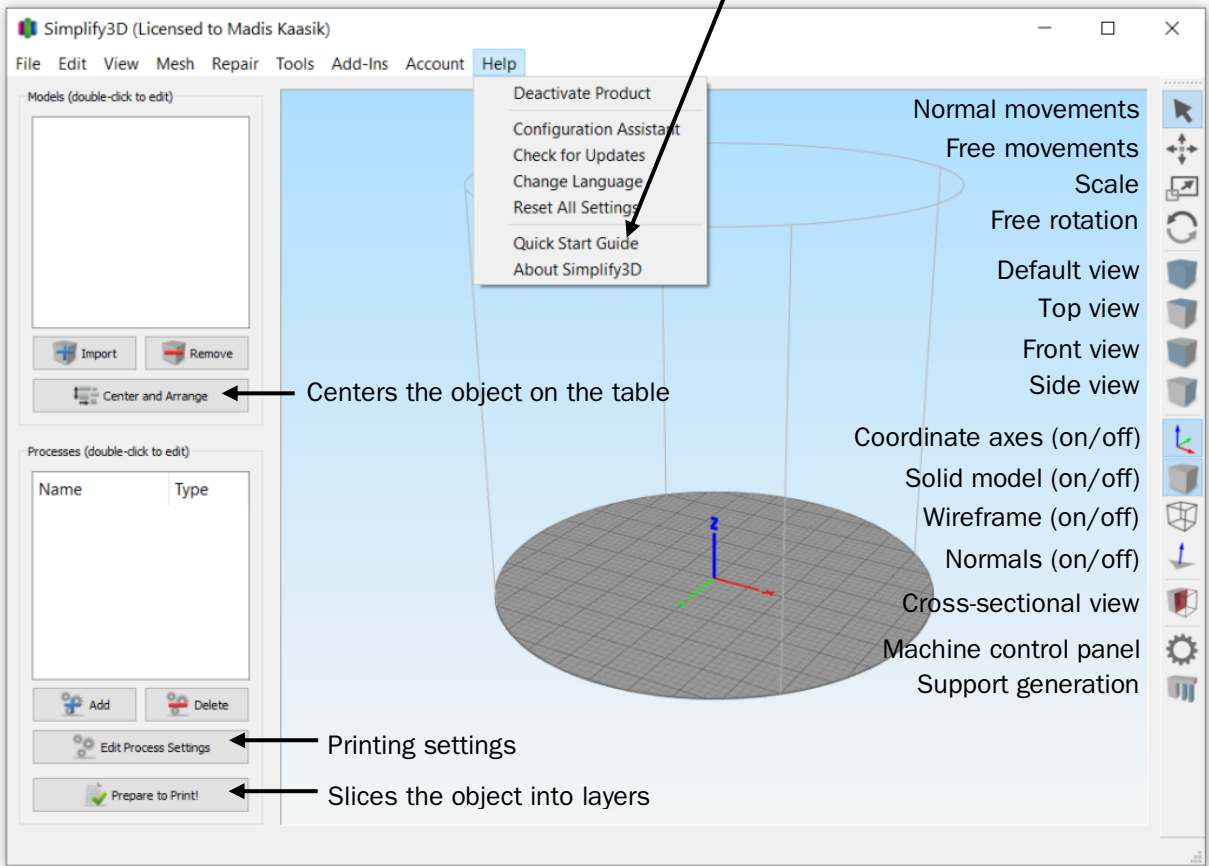 Simplify3D (Licensed to Madis Kaasik)
File Edit View Mesh Repair Tools Add-Ins Account Help
Models (double-click to edit)
Import Remove
Center and Arrange
Centers the object on the table
Processes (double-click to edit)
Name Type
Add Delete
Edit Process Settings
Printing settings
Prepare to Print!
Slices the object into layers
Deactivate Product
Configuration Assistant
Check for Updates
Change Language
Reset All Settings
Quick Start Guide
About Simplify3D
Z
Normal movements
Free movements
Scale
Free rotation
Default view
Top view
Front view
Side view
Coordinate axes (on/off)
Solid model (on/off)
Wireframe (on/off)
Normals (on/off)
Cross-sectional view
Machine control panel
Support generation